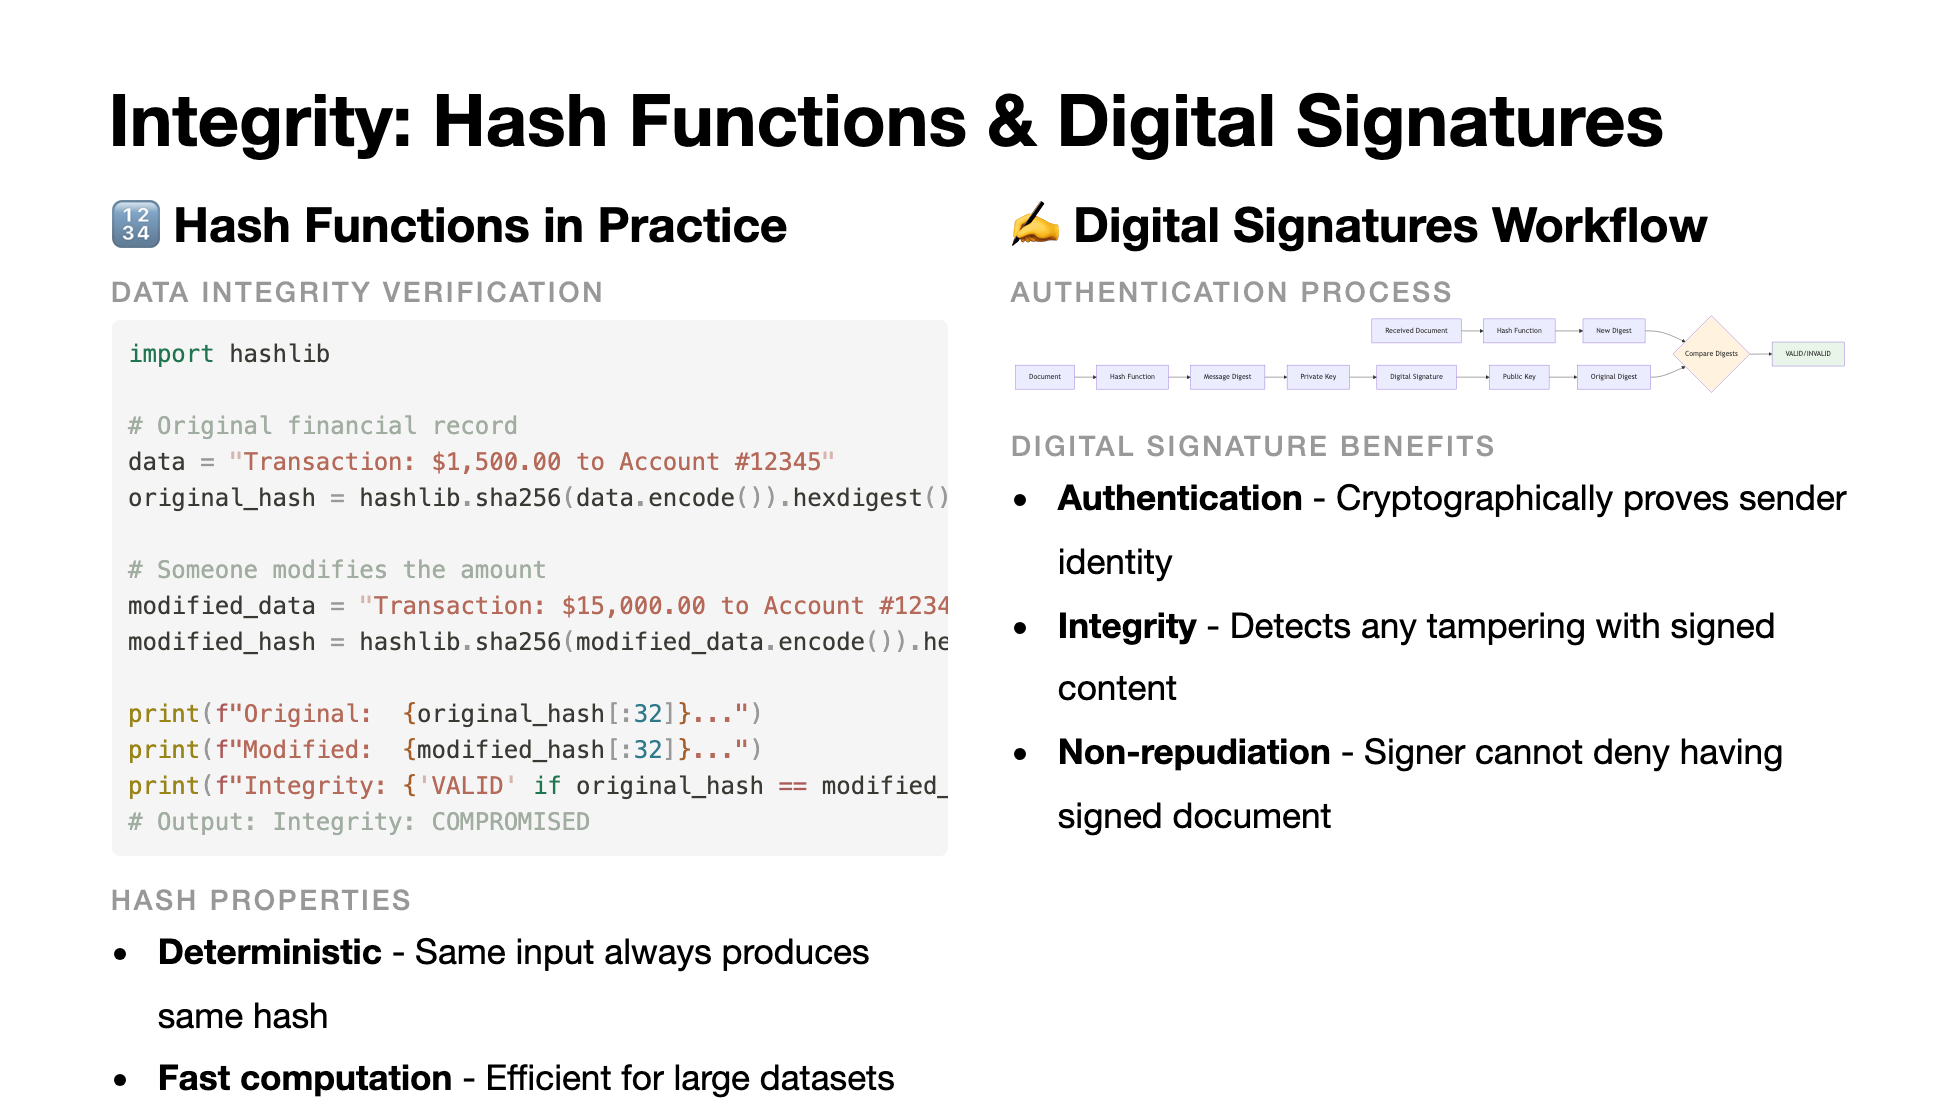 Integrity: Hash Functions & Digital Signatures
🔢 Hash Functions in Practice
DATA INTEGRITY VERIFICATION
import hashlib
# Original financial record
data = "Transaction: $1,500.00 to Account #12345"
original_hash = hashlib.sha256(data.encode()).hexdigest()
# Someone modifies the amount
modified_data = "Transaction: $15,000.00 to Account #1234
modified_hash = hashlib.sha256(modified_data.encode()).he
print(f"Original:  {original_hash[:32]}...")
print(f"Modified:  {modified_hash[:32]}...")
print(f"Integrity: {'VALID' if original_hash == modified_
# Output: Integrity: COMPROMISED
HASH PROPERTIES
• Deterministic - Same input always produces
same hash
• Fast computation - Efficient for large datasets
✍️ Digital Signatures Workflow
AUTHENTICATION PROCESS
Received Document
Hash Function
New Digest
Compare Digests
VALID/INVALID
Document
Hash Function
Message Digest
Private Key
Digital Signature
Public Key
Original Digest
DIGITAL SIGNATURE BENEFITS
• Authentication - Cryptographically proves sender
identity
• Integrity - Detects any tampering with signed
content
• Non-repudiation - Signer cannot deny having
signed document